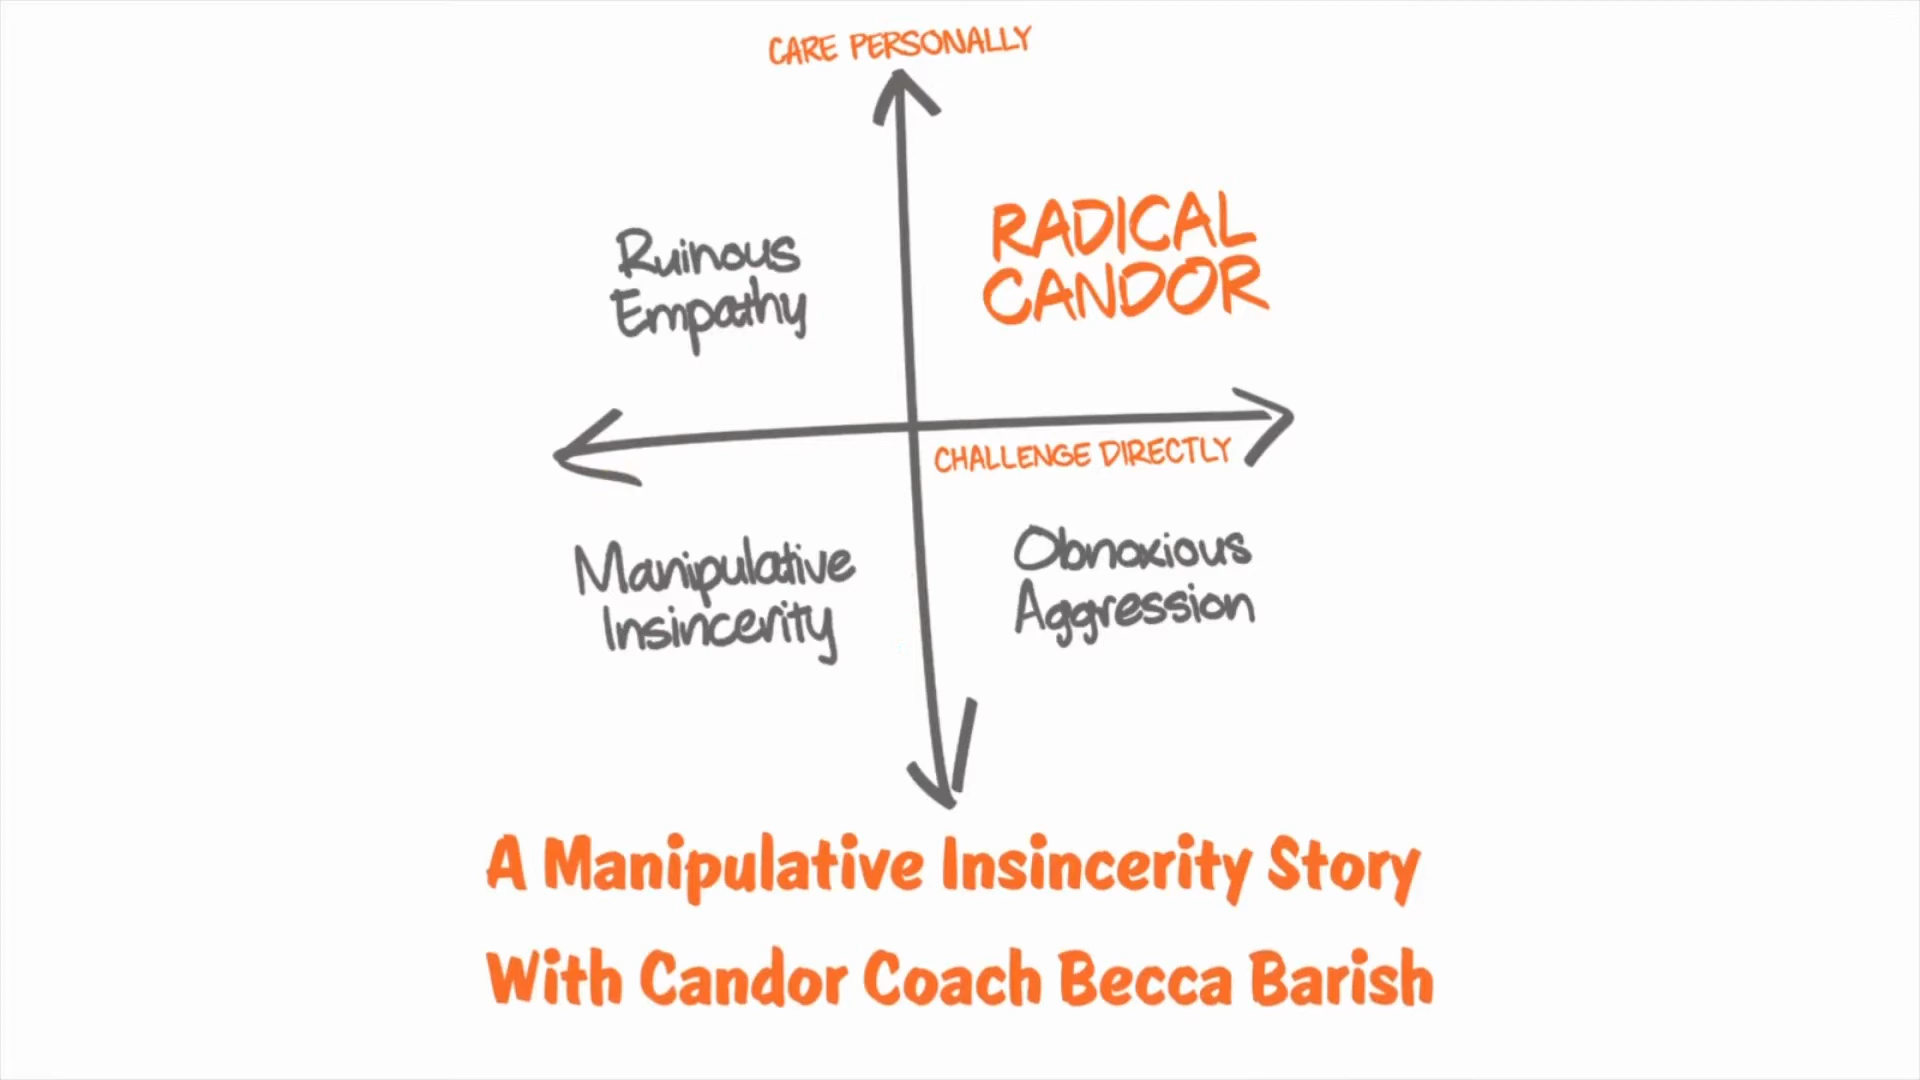 CARE PERSONALLY
Ruinous
Empathy
RADICAL
CANDOR
CHALLENGE DIRECTLY
Manipulative
Insincerity
Obnoxious
Aggression
A Manipulative Insincerity Story
With Candor Coach Becca Barish